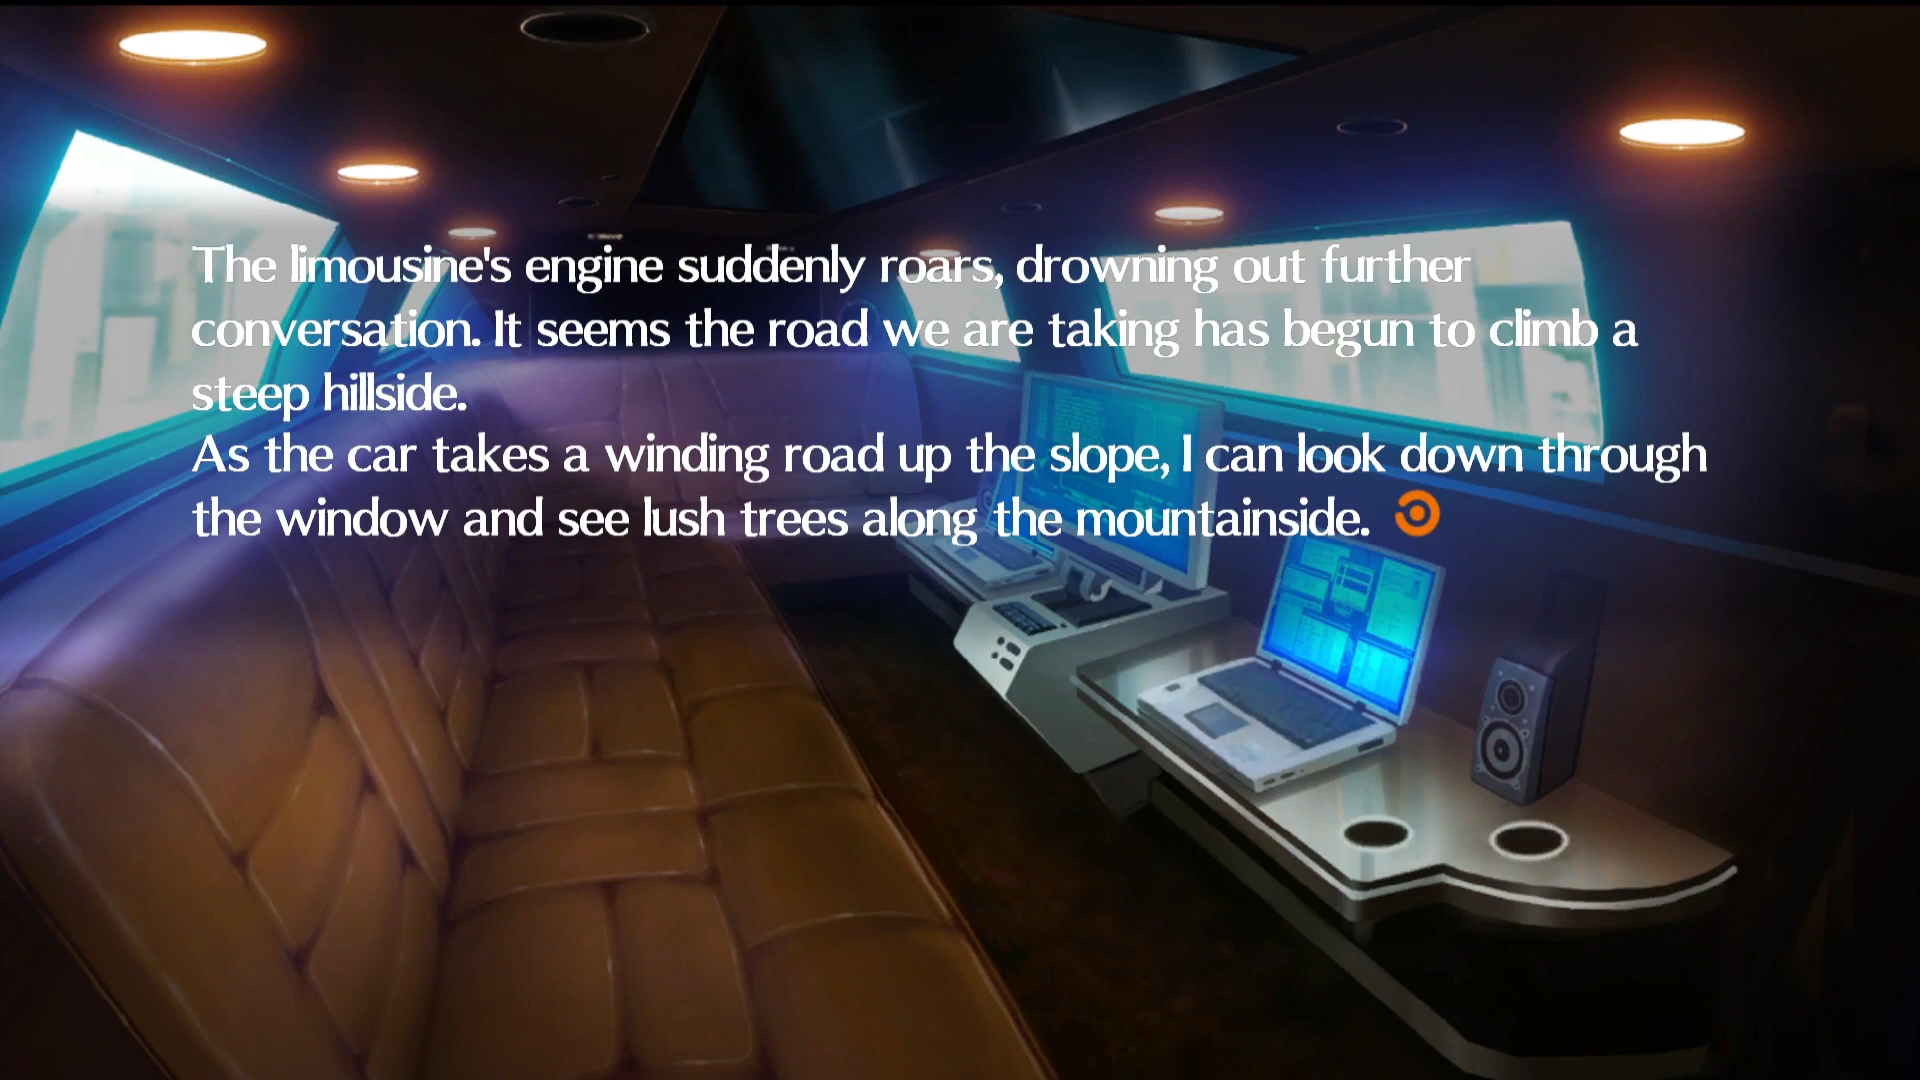 The limousine's engine suddenly roars, drowning out further
conversation. It seems the road we are taking has begun to climb a
steep hillside.
As the car takes a winding road up the slope, I can look down through
the window and see lush trees along the mountainside.